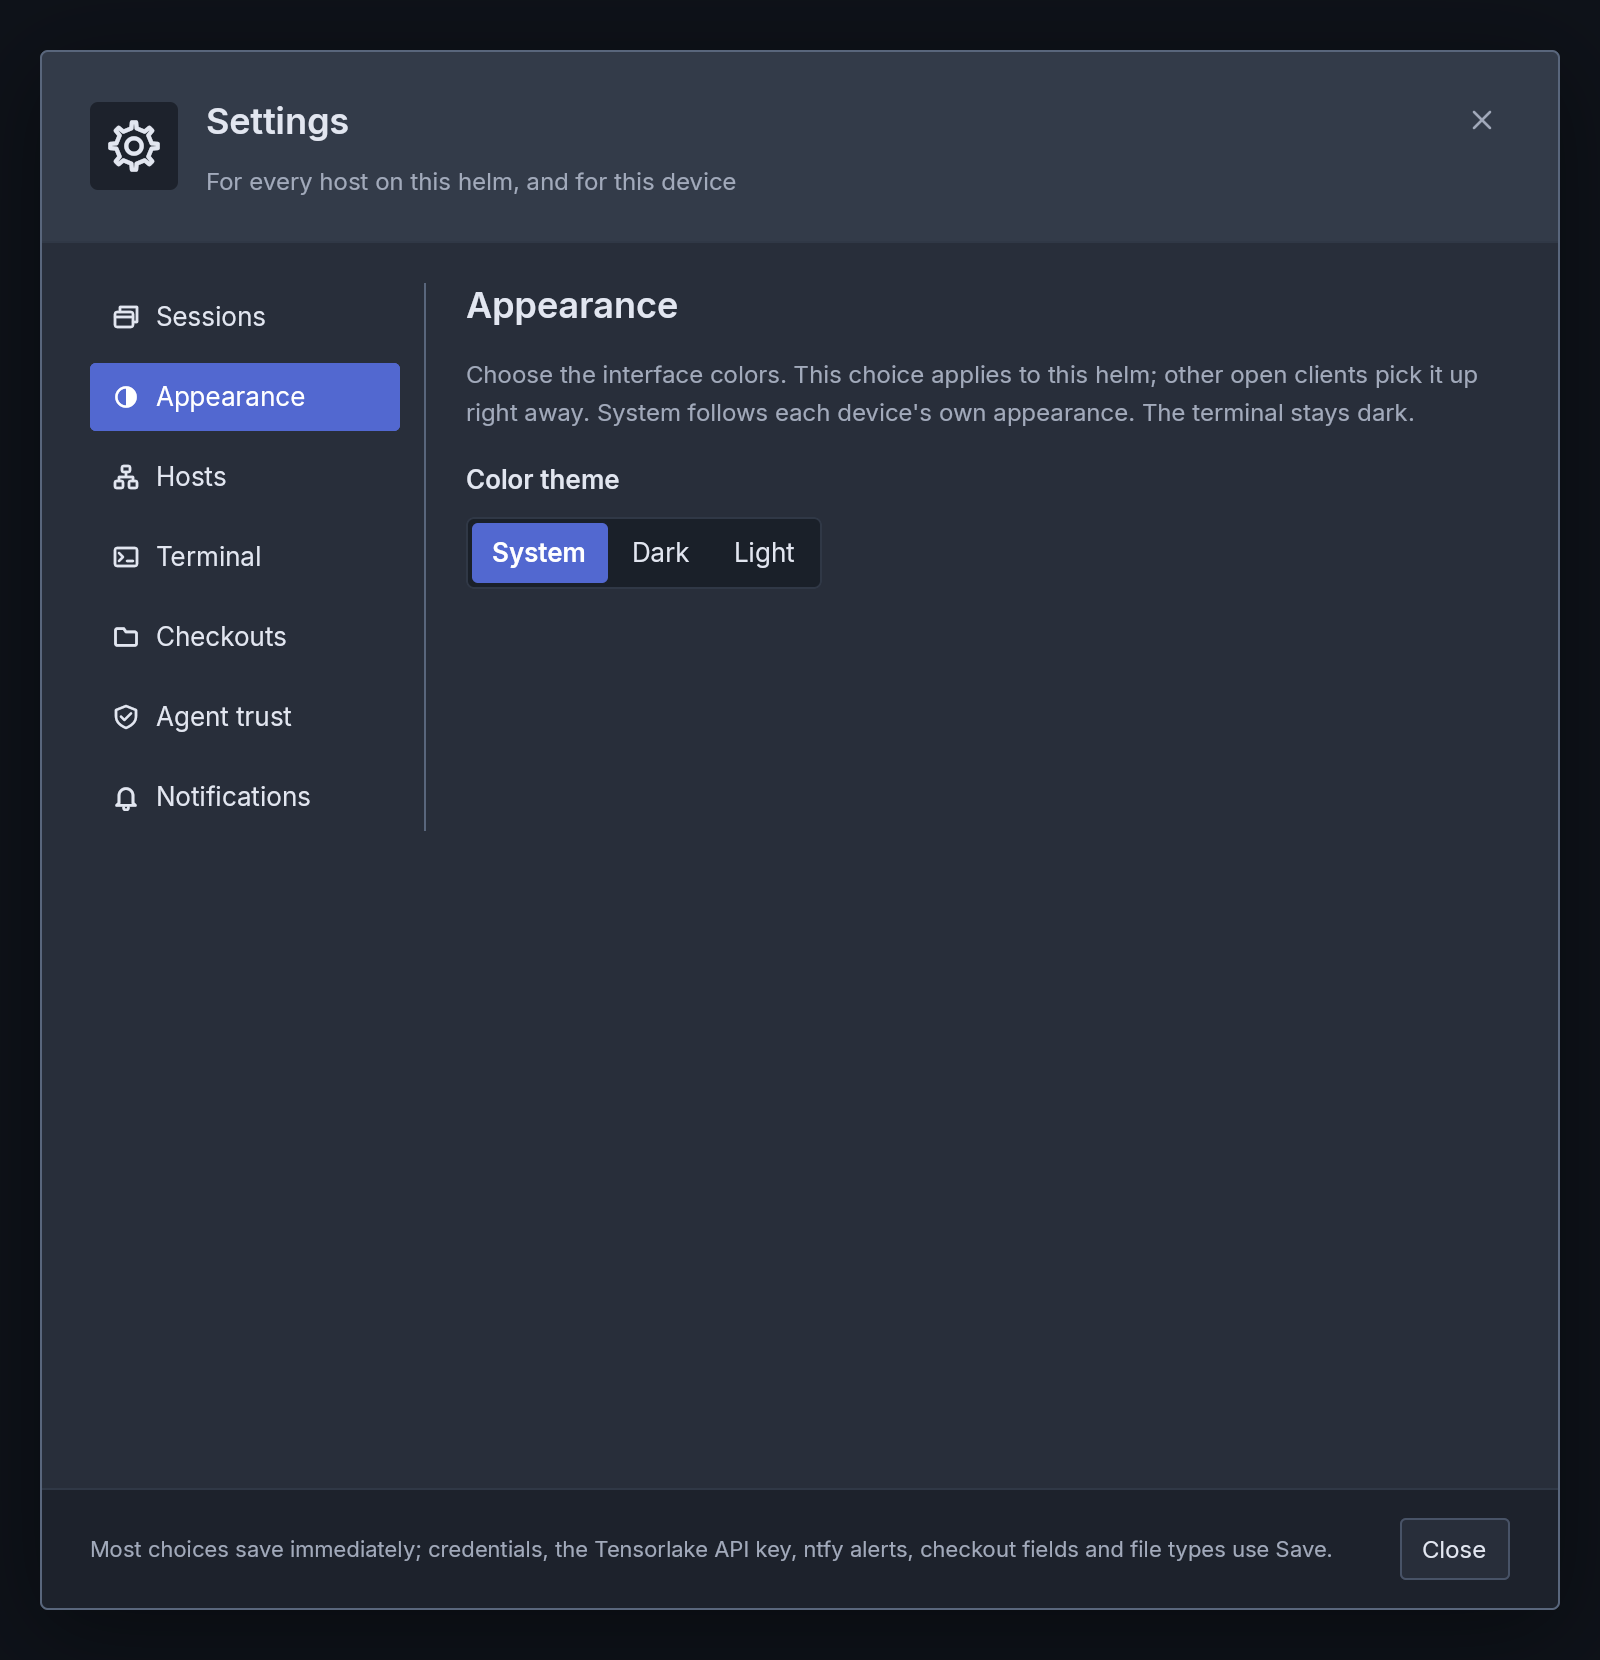 Settings
For every host on this helm, and for this device
Sessions
Appearance
Hosts
Terminal
Checkouts
Agent trust
Notifications
Appearance
Choose the interface colors. This choice applies to this helm; other open clients pick it up
right away. System follows each device's own appearance. The terminal stays dark.
Color theme
System Dark Light
Most choices save immediately; credentials, the Tensorlake API key, ntfy alerts, checkout fields and file types use Save.
Close